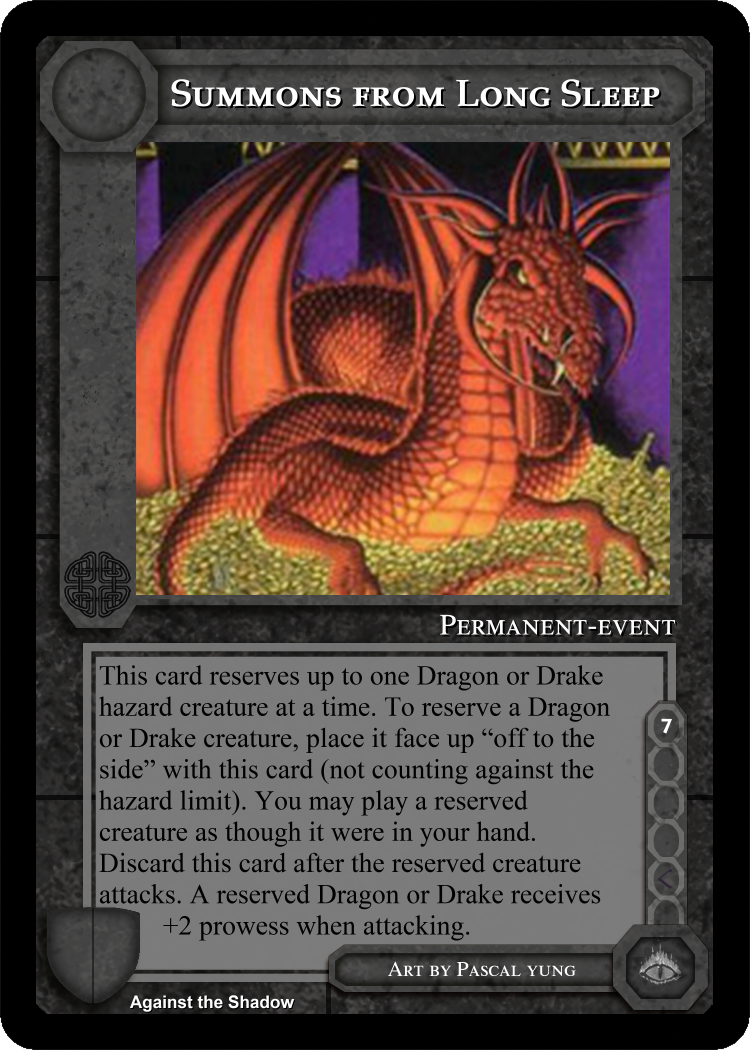 SUMMONS FROM LONG SLEEP
PERMANENT-EVENT
This card reserves up to one Dragon or Drake
hazard creature at a time. To reserve a Dragon
or Drake creature, place it face up “off to the
side” with this card (not counting against the
hazard limit). You may play a reserved
creature as though it were in your hand.
Discard this card after the reserved creature
attacks. A reserved Dragon or Drake receives
+2 prowess when attacking.
7
ART BY PASCAL YUNG
Against the Shadow